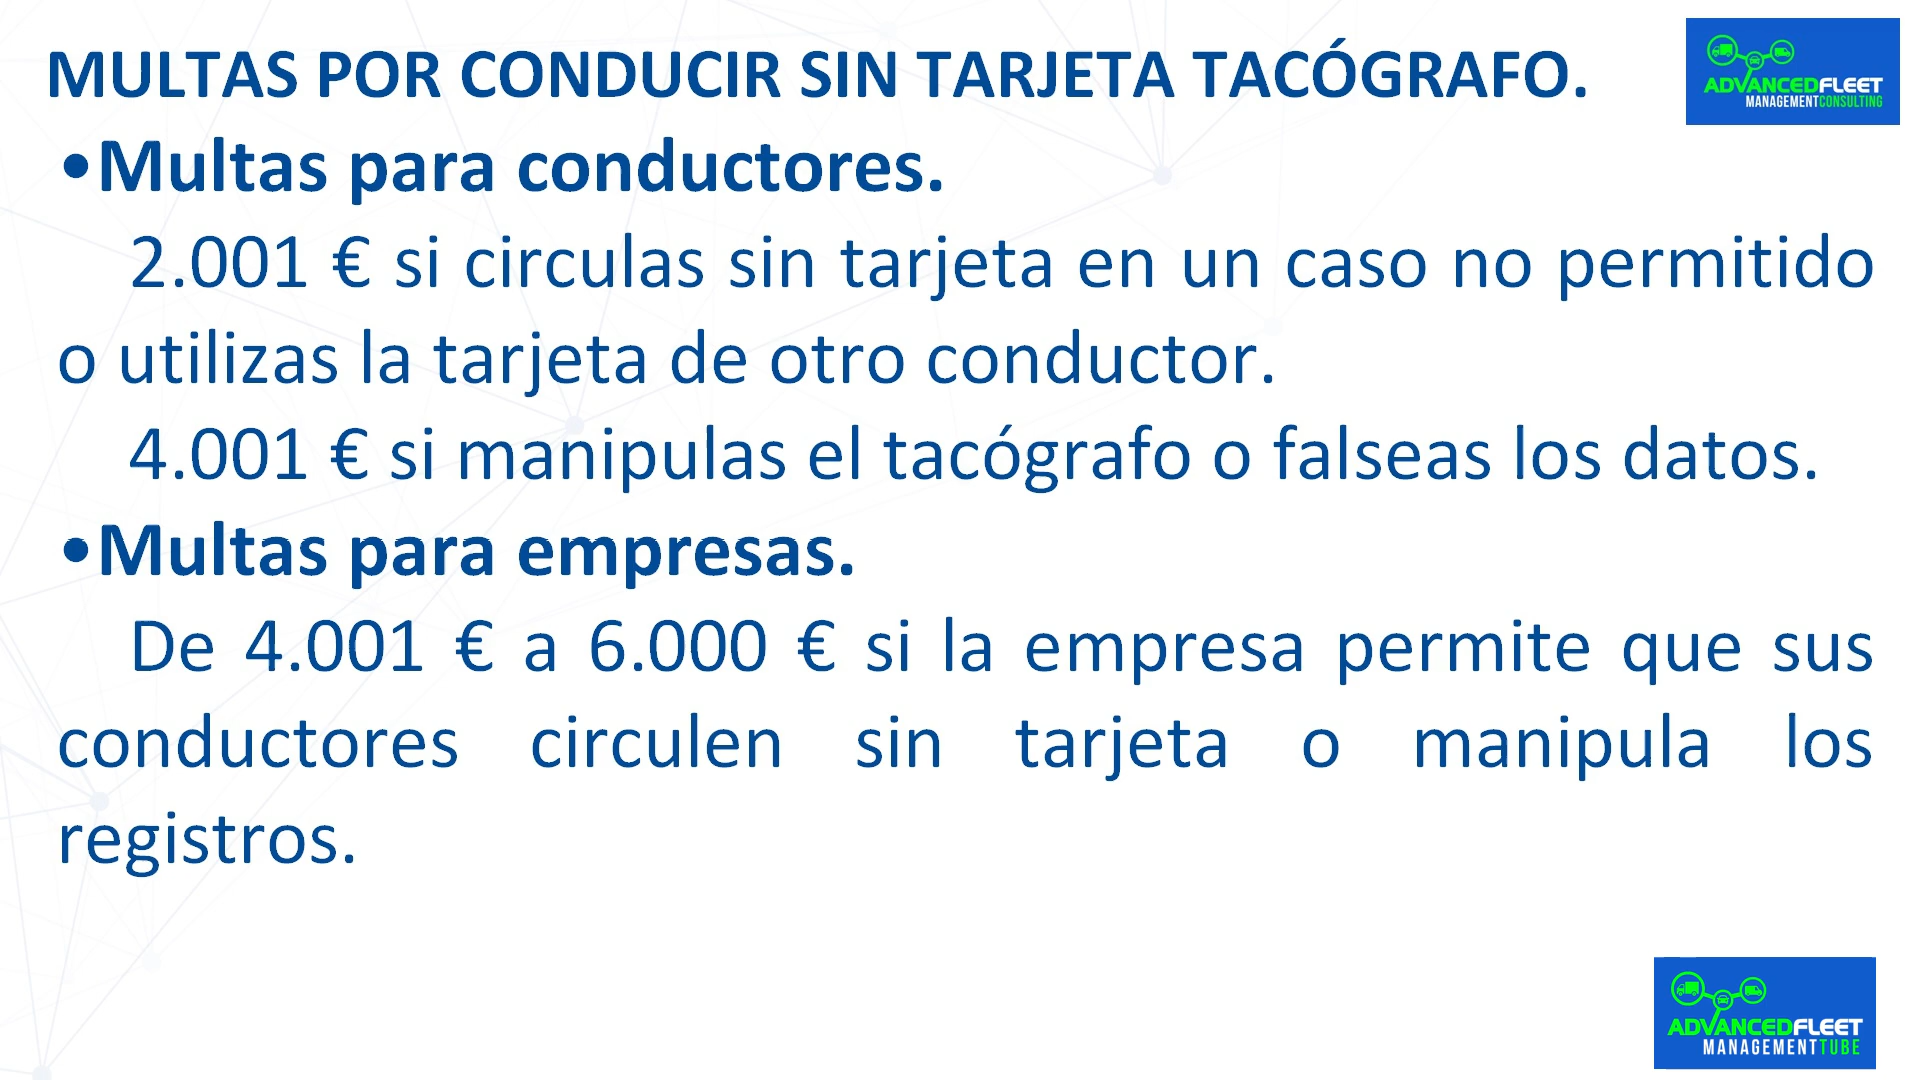 MULTAS POR CONDUCIR SIN TARJETA TACÓGRAFO.
ADVANCEDFLEET
MANAGEMENTCONSULTING
•Multas para conductores.
2.001 € si circulas sin tarjeta en un caso no permitido
o utilizas la tarjeta de otro conductor.
4.001 € si manipulas el tacógrafo o falseas los datos.
•Multas para empresas.
De 4.001 € a 6.000 € si la empresa permite que sus
conductores circulen sin tarjeta o manipula los
registros.
ADVANCEDFLEET
MANAGEMENTTUBE